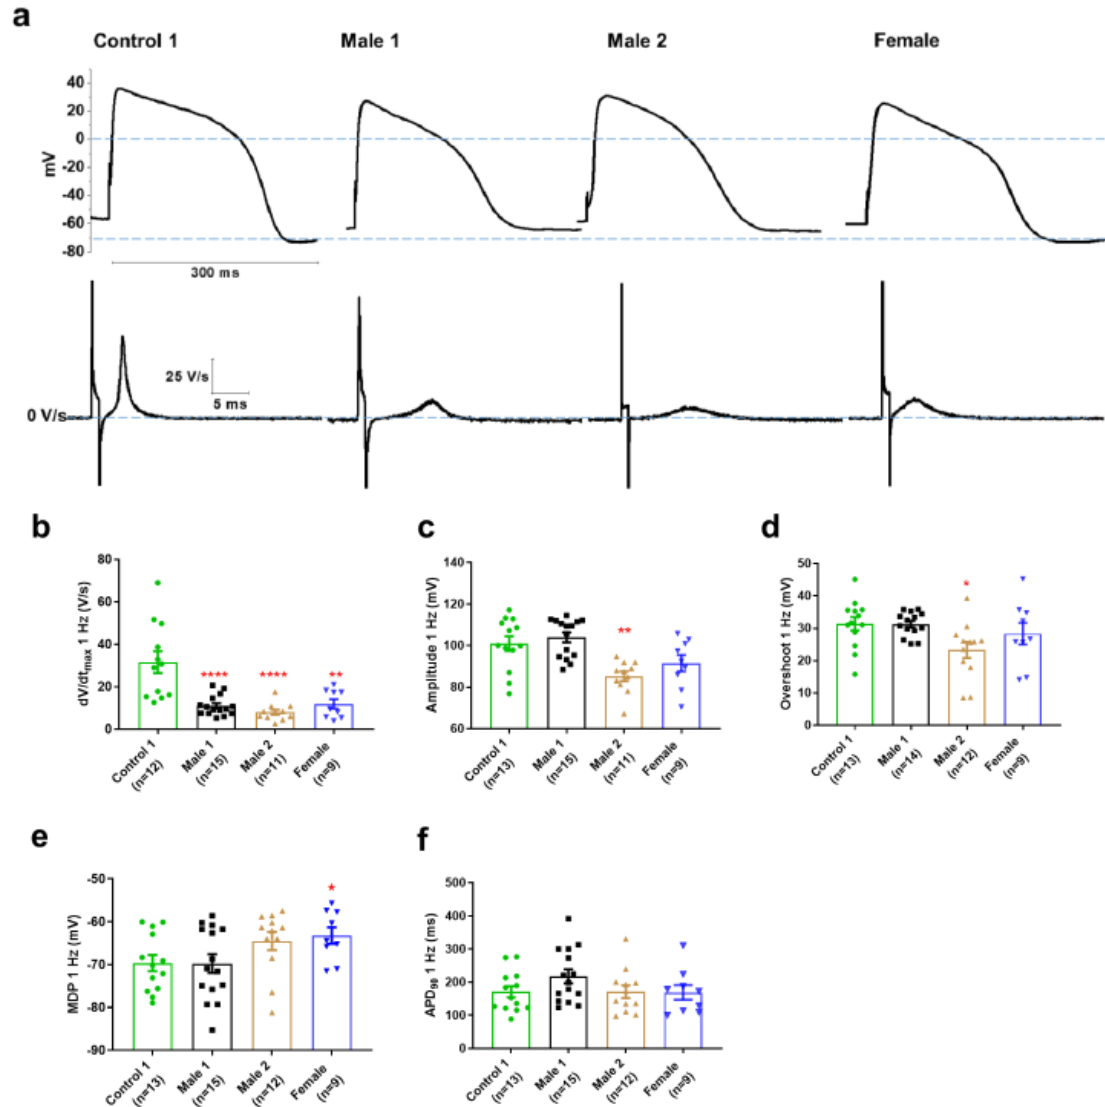 a
Control 1 Male 1 Male 2 Female
40
20
0
-20
-40
-60
-80
mV
300 ms
25 V/s
5 ms
0 V/s
b
dV/dtmax 1 Hz (V/s)
80
60
40
20
0
**** **** **
Control 1 (n=12)
Male 1 (n=15)
Male 2 (n=11)
Female (n=9)
c
Amplitude 1 Hz (mV)
140
120
100
80
60
**
Control 1 (n=13)
Male 1 (n=15)
Male 2 (n=11)
Female (n=9)
d
Overshoot 1 Hz (mV)
50
40
30
20
10
0
*
Control 1 (n=13)
Male 1 (n=14)
Male 2 (n=12)
Female (n=9)
e
MDP 1 Hz (mV)
-50
-60
-70
-80
-90
*
Control 1 (n=13)
Male 1 (n=15)
Male 2 (n=12)
Female (n=9)
f
APD90 1 Hz (ms)
500
400
300
200
100
0
Control 1 (n=13)
Male 1 (n=15)
Male 2 (n=12)
Female (n=9)